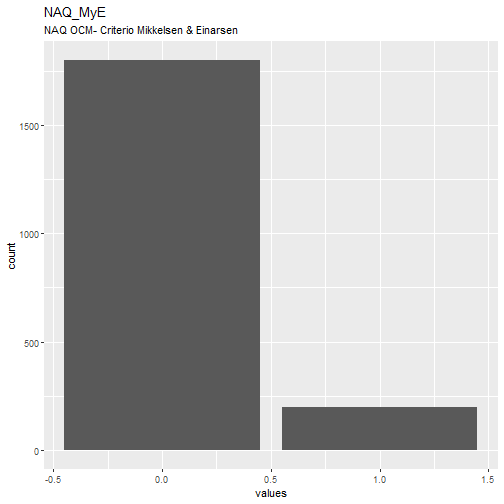 NAQ_MyE
NAQ OCM- Criterio Mikkelsen & Einarsen
count
1500
1000
500
0
-0.5 0.0 0.5 1.0 1.5
values